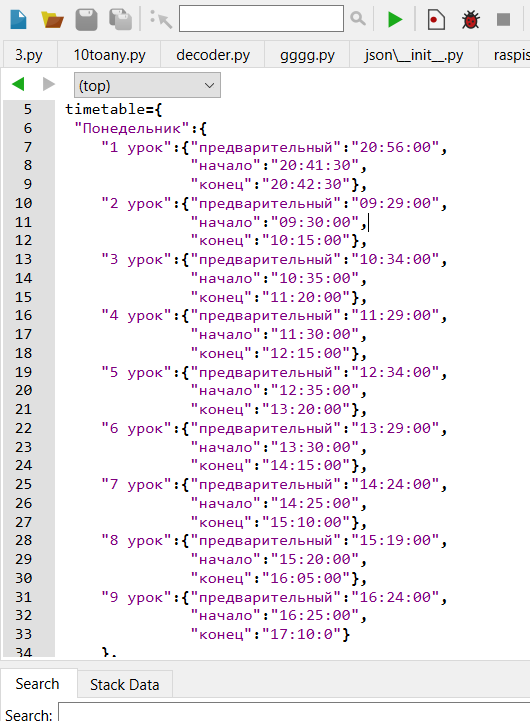 3.py 10toany.py decoder.py gggg.py json\__init__.py raspis
(top)
5 timetable={
6 "Понедельник":{
7 "1 урок":{"предварительный":"20:56:00",
8 "начало":"20:41:30",
9 "конец":"20:42:30"},
10 "2 урок":{"предварительный":"09:29:00",
11 "начало":"09:30:00",
12 "конец":"10:15:00"},
13 "3 урок":{"предварительный":"10:34:00",
14 "начало":"10:35:00",
15 "конец":"11:20:00"},
16 "4 урок":{"предварительный":"11:29:00",
17 "начало":"11:30:00",
18 "конец":"12:15:00"},
19 "5 урок":{"предварительный":"12:34:00",
20 "начало":"12:35:00",
21 "конец":"13:20:00"},
22 "6 урок":{"предварительный":"13:29:00",
23 "начало":"13:30:00",
24 "конец":"14:15:00"},
25 "7 урок":{"предварительный":"14:24:00",
26 "начало":"14:25:00",
27 "конец":"15:10:00"},
28 "8 урок":{"предварительный":"15:19:00",
29 "начало":"15:20:00",
30 "конец":"16:05:00"},
31 "9 урок":{"предварительный":"16:24:00",
32 "начало":"16:25:00",
33 "конец":"17:10:0"}
34 },
Search Stack Data
Search: